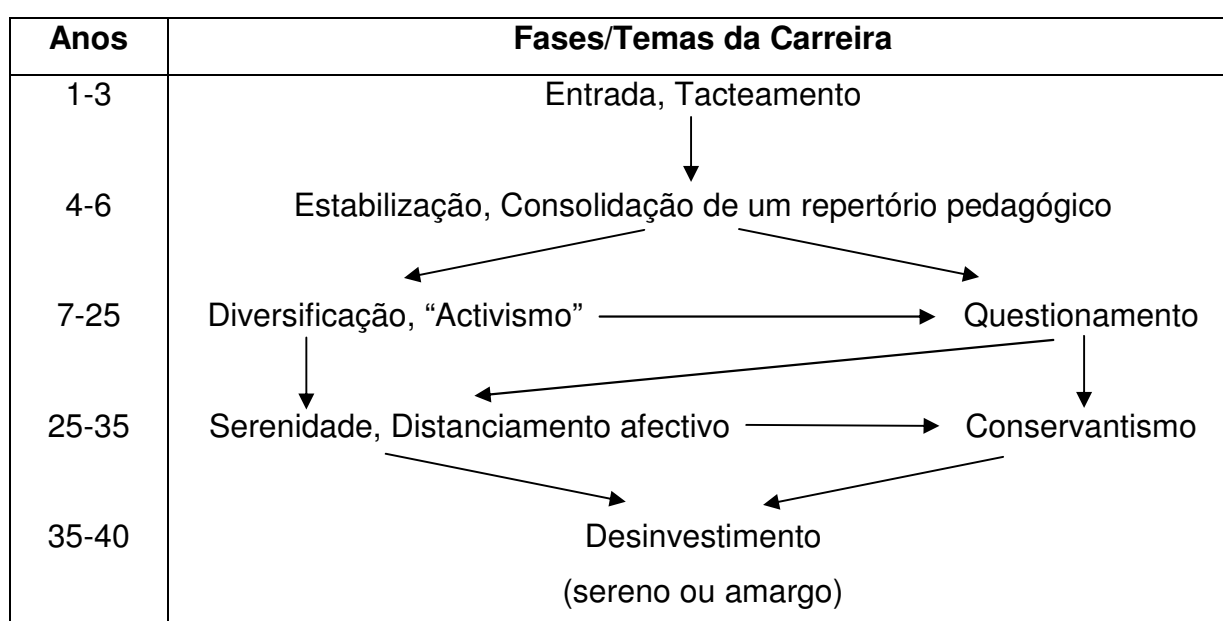 Anos Fases/Temas da Carreira
1-3 Entrada, Tacteamento
4-6 Estabilização, Consolidação de um repertório pedagógico
7-25 Diversificação, “Activismo” Questionamento
25-35 Serenidade, Distanciamento afectivo Conservantismo
35-40 Desinvestimento
(sereno ou amargo)